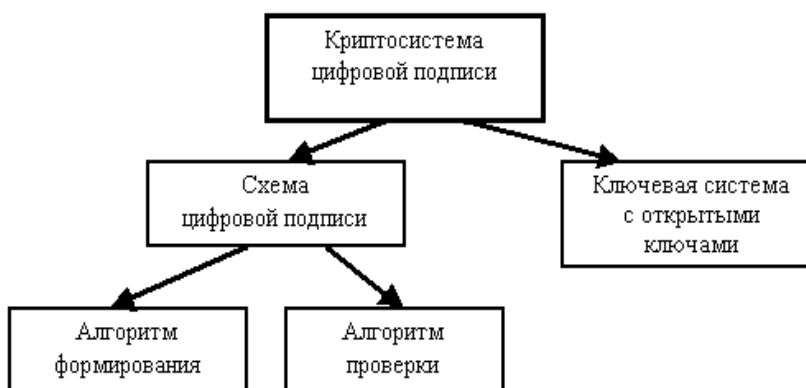 Криптосистема
цифровой подписи
Схема
цифровой подписи
Ключевая система
с открытыми
ключами
Алгоритм
формирования
Алгоритм
проверки